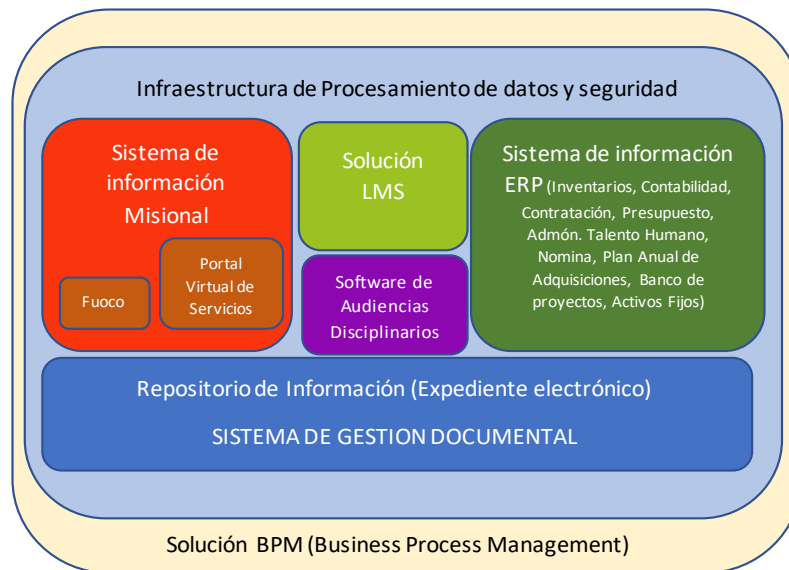 Infraestructura de Procesamiento de datos y seguridad
Sistema de
información
Misional
Fuoco
Portal
Virtual de
Servicios
Solución
LMS
Software de
Audiencias
Disciplinarios
Sistema de información
ERP (Inventarios, Contabilidad,
Contratación, Presupuesto,
Admón. Talento Humano,
Nomina, Plan Anual de
Adquisiciones, Banco de
proyectos, Activos Fijos)
Repositorio de Información (Expediente electrónico)
SISTEMA DE GESTION DOCUMENTAL
Solución BPM (Business Process Management)